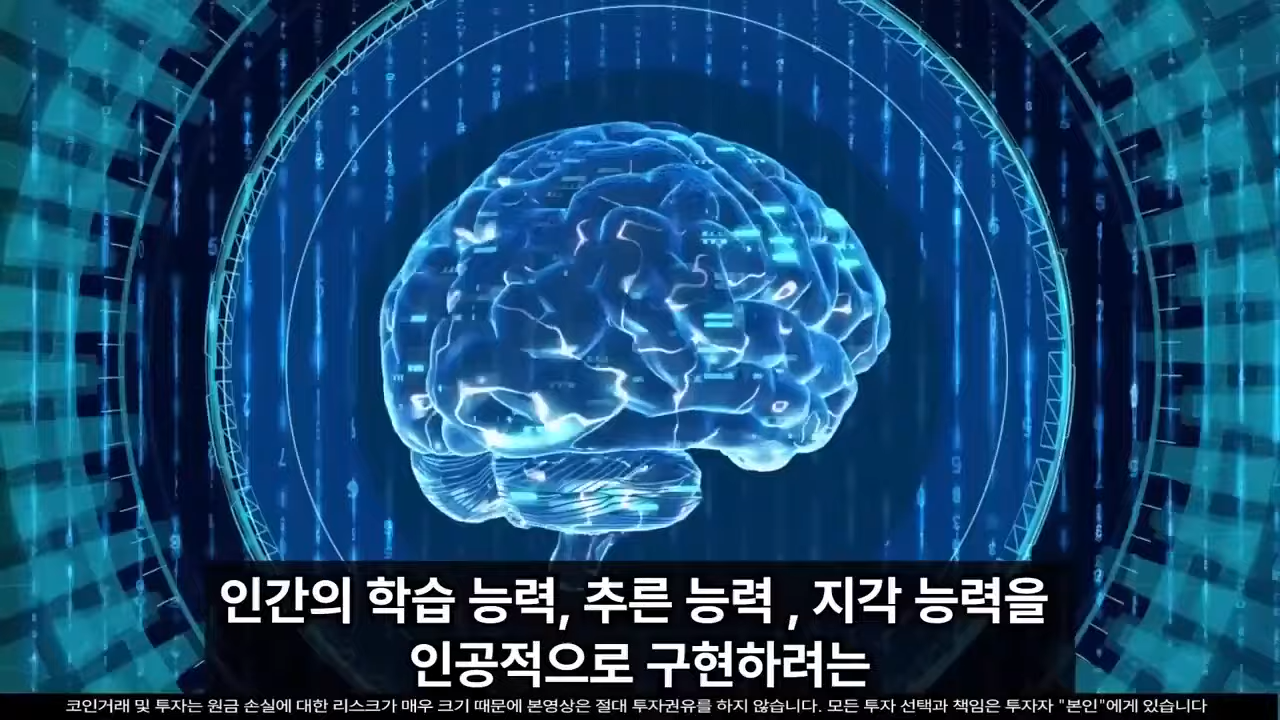 인간의 학습 능력, 추른 능력 , 지각 능력을
인공적으로 구현하려는
코인거래 및 투자는 원금 손실에 대한 리스크가 매우 크기 때문에 본영상은 절대 투자권유를 하지 않습니다. 모든 투자 선택과 책임은 투자자 "본인"에게 있습니다